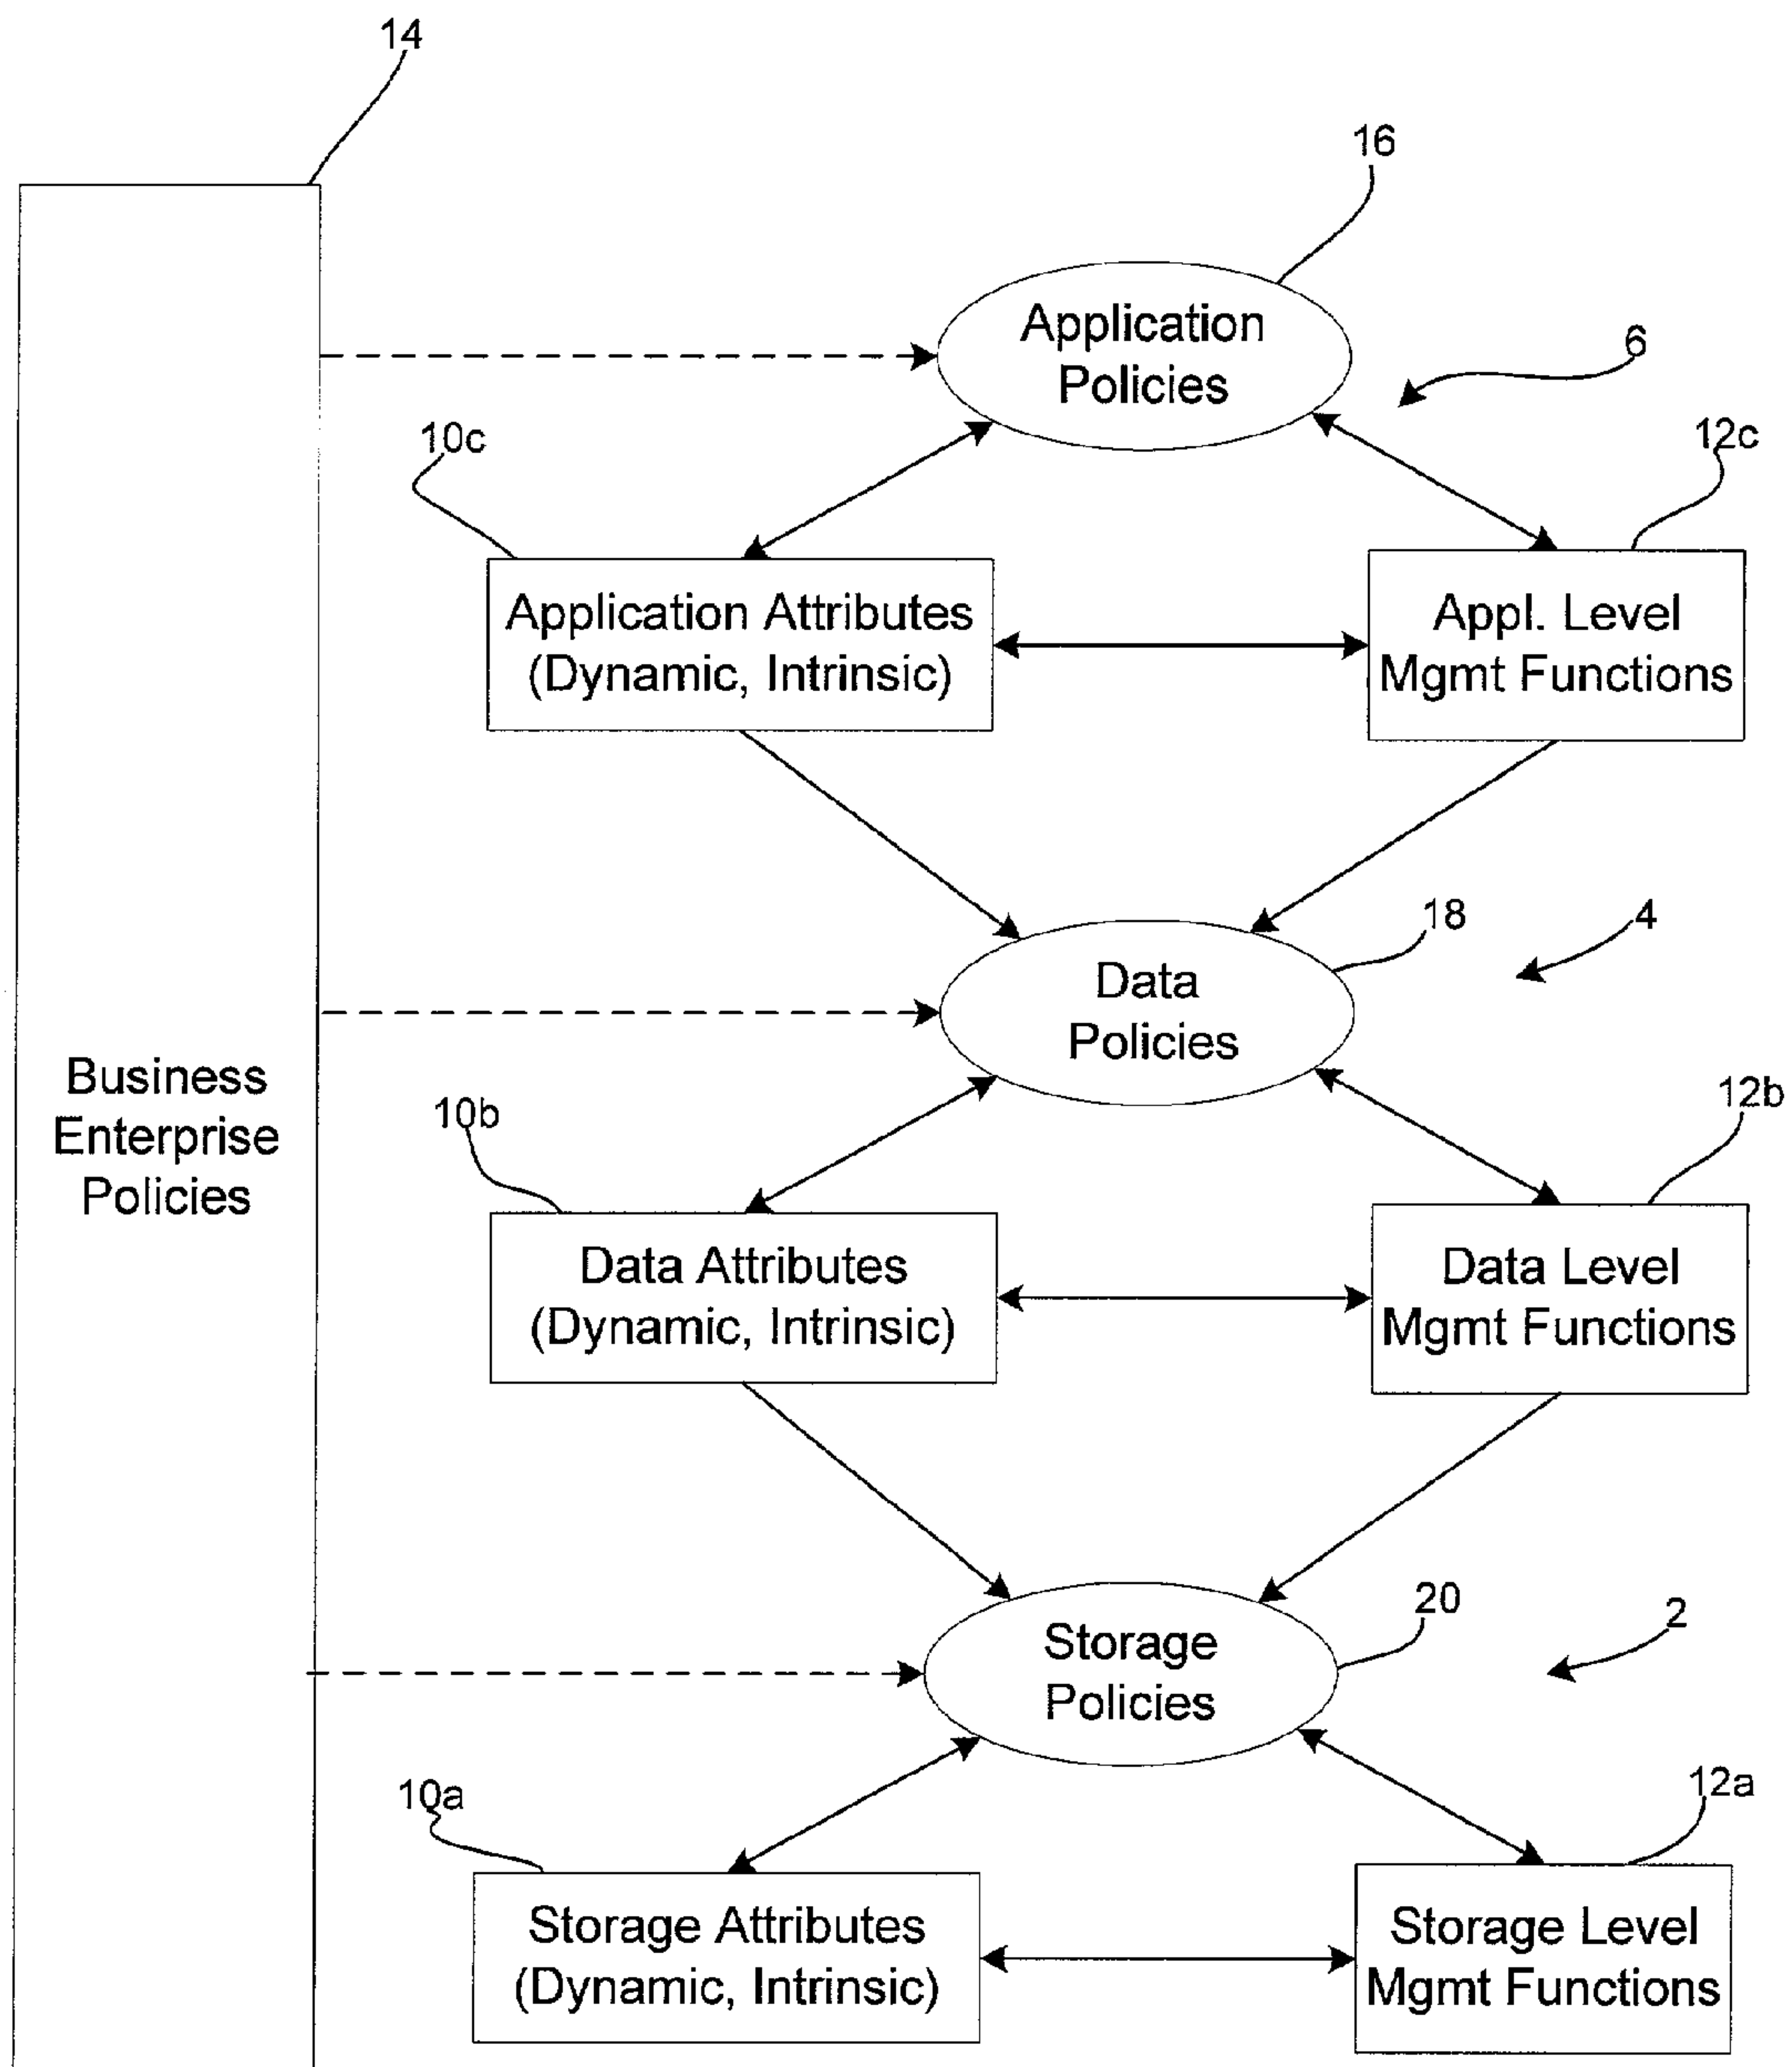 14
16
Application
Policies
6
10c
12c
Application Attributes
(Dynamic, Intrinsic)
Appl. Level
Mgmt Functions
18
4
Data
Policies
Business
Enterprise
Policies
10b
12b
Data Attributes
(Dynamic, Intrinsic)
Data Level
Mgmt Functions
20
2
Storage
Policies
10a
12a
Storage Attributes
(Dynamic, Intrinsic)
Storage Level
Mgmt Functions